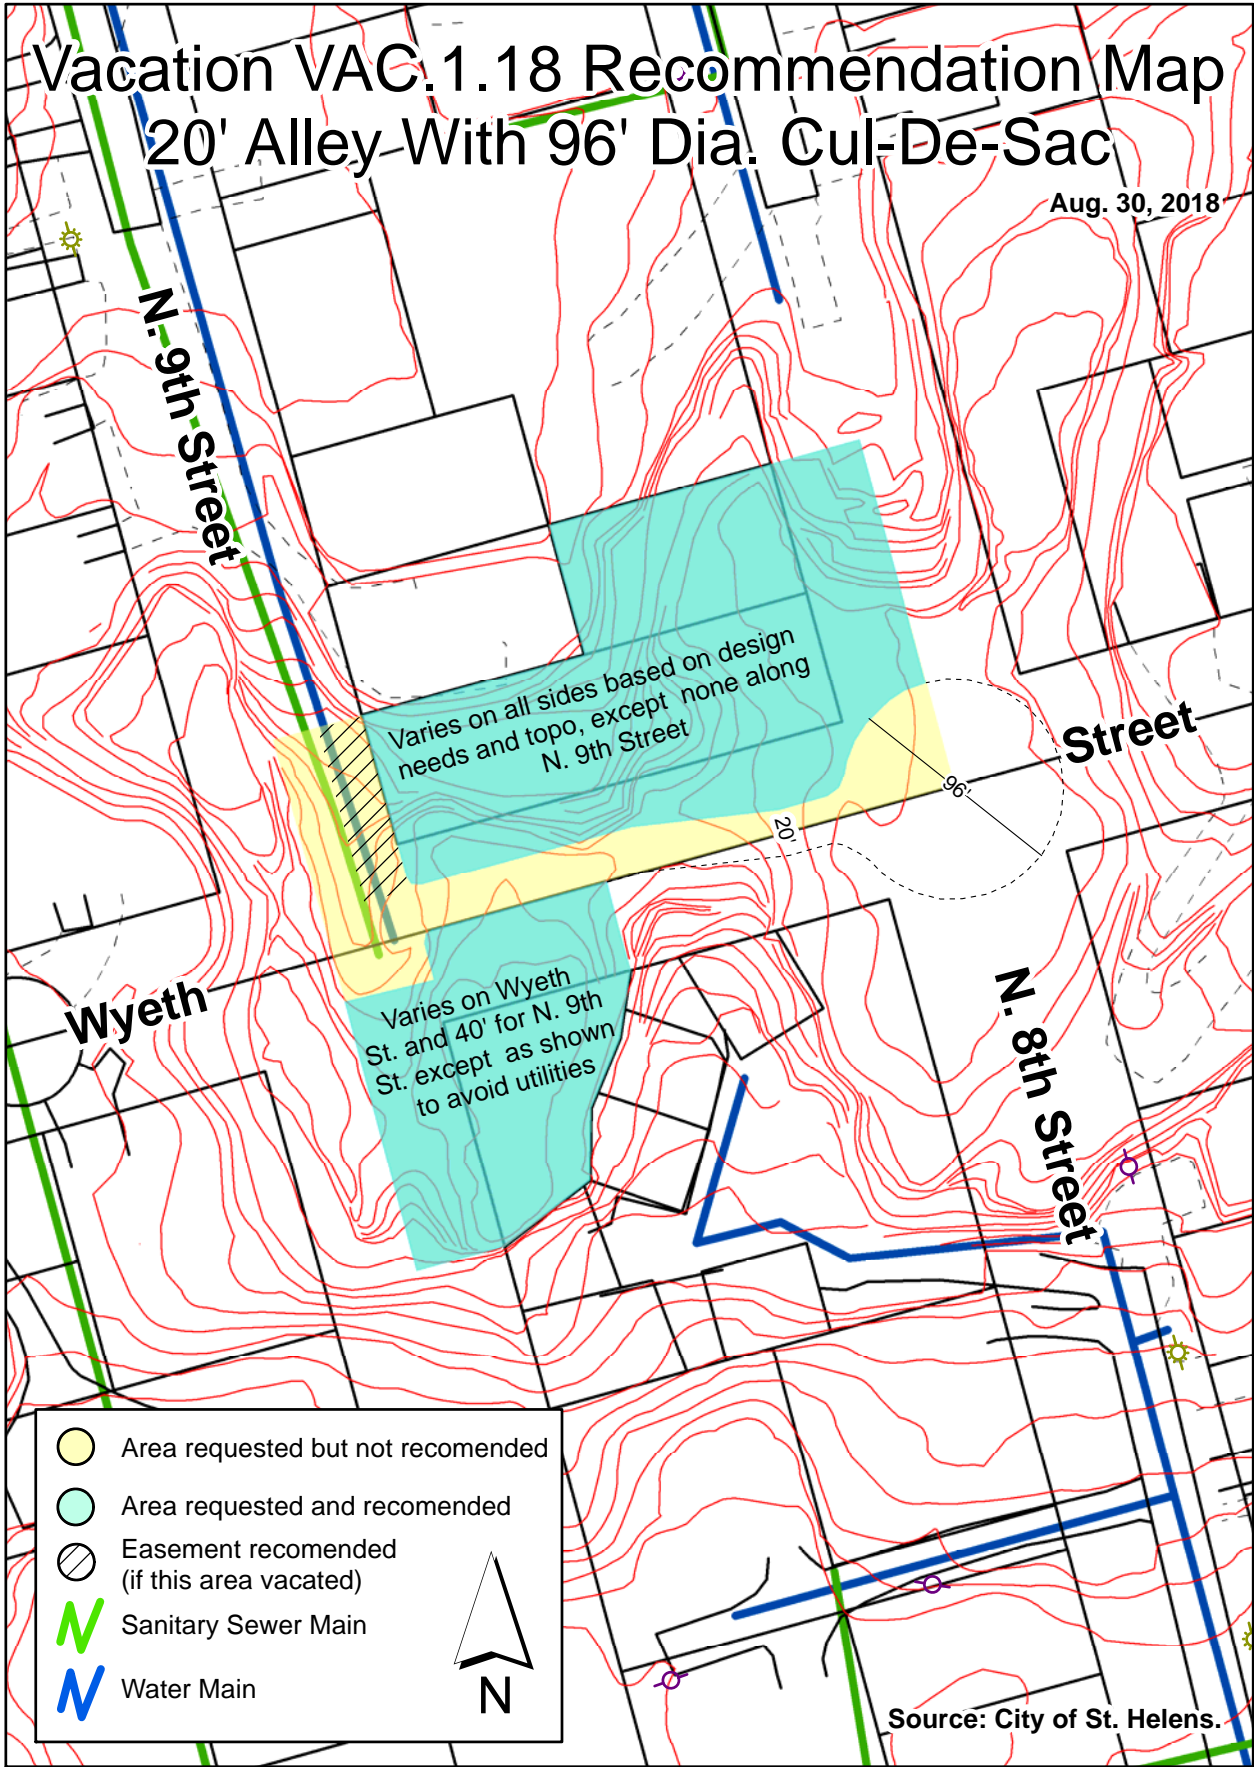 Vacation VAC.1.18 Recommendation Map
20' Alley With 96' Dia. Cul-De-Sac
Aug. 30, 2018
N. 9th Street
Varies on all sides based on design
needs and topo, except none along
N. 9th Street
Street
96'
20'
Wyeth
Varies on Wyeth
St. and 40' for N. 9th
St. except as shown
to avoid utilities
N. 8th Street
Area requested but not recomended
Area requested and recomended
Easement recomended
(if this area vacated)
Sanitary Sewer Main
Water Main
N
Source: City of St. Helens.